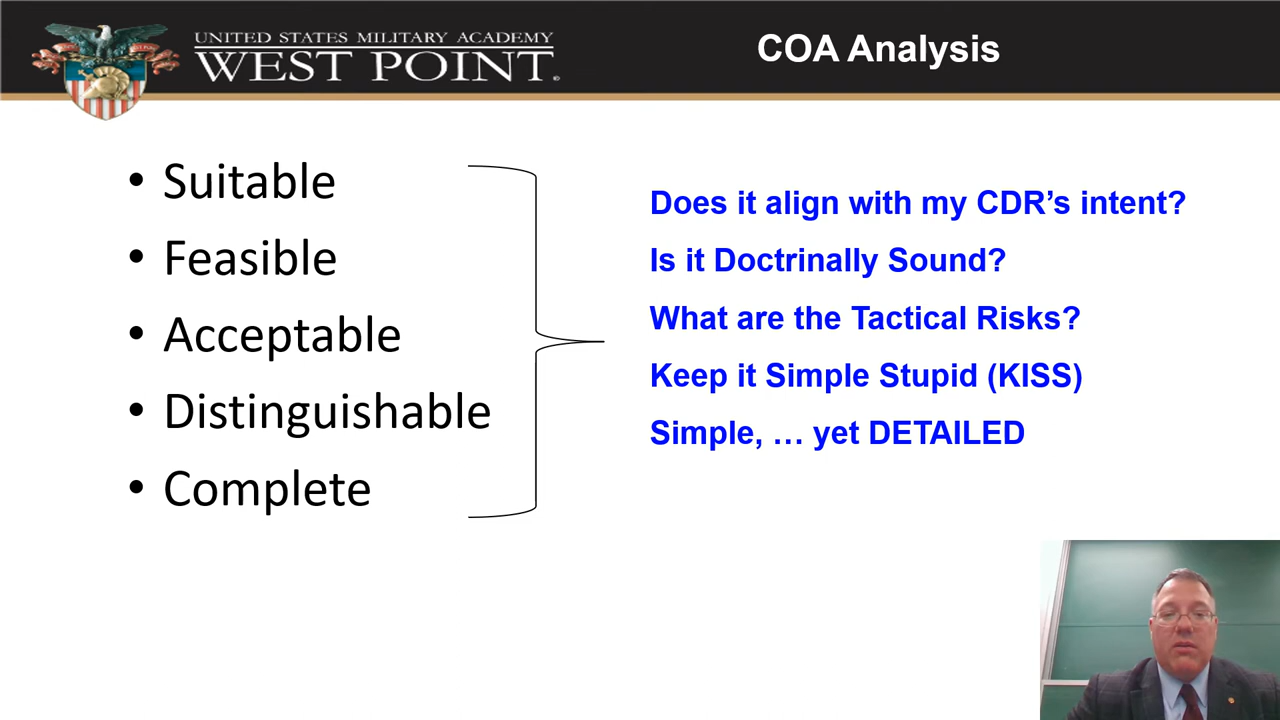 UNITED STATES MILITARY ACADEMY
WEST POINT.
COA Analysis
• Suitable
• Feasible
• Acceptable
• Distinguishable
• Complete
Does it align with my CDR’s intent?
Is it Doctrinally Sound?
What are the Tactical Risks?
Keep it Simple Stupid (KISS)
Simple, … yet DETAILED